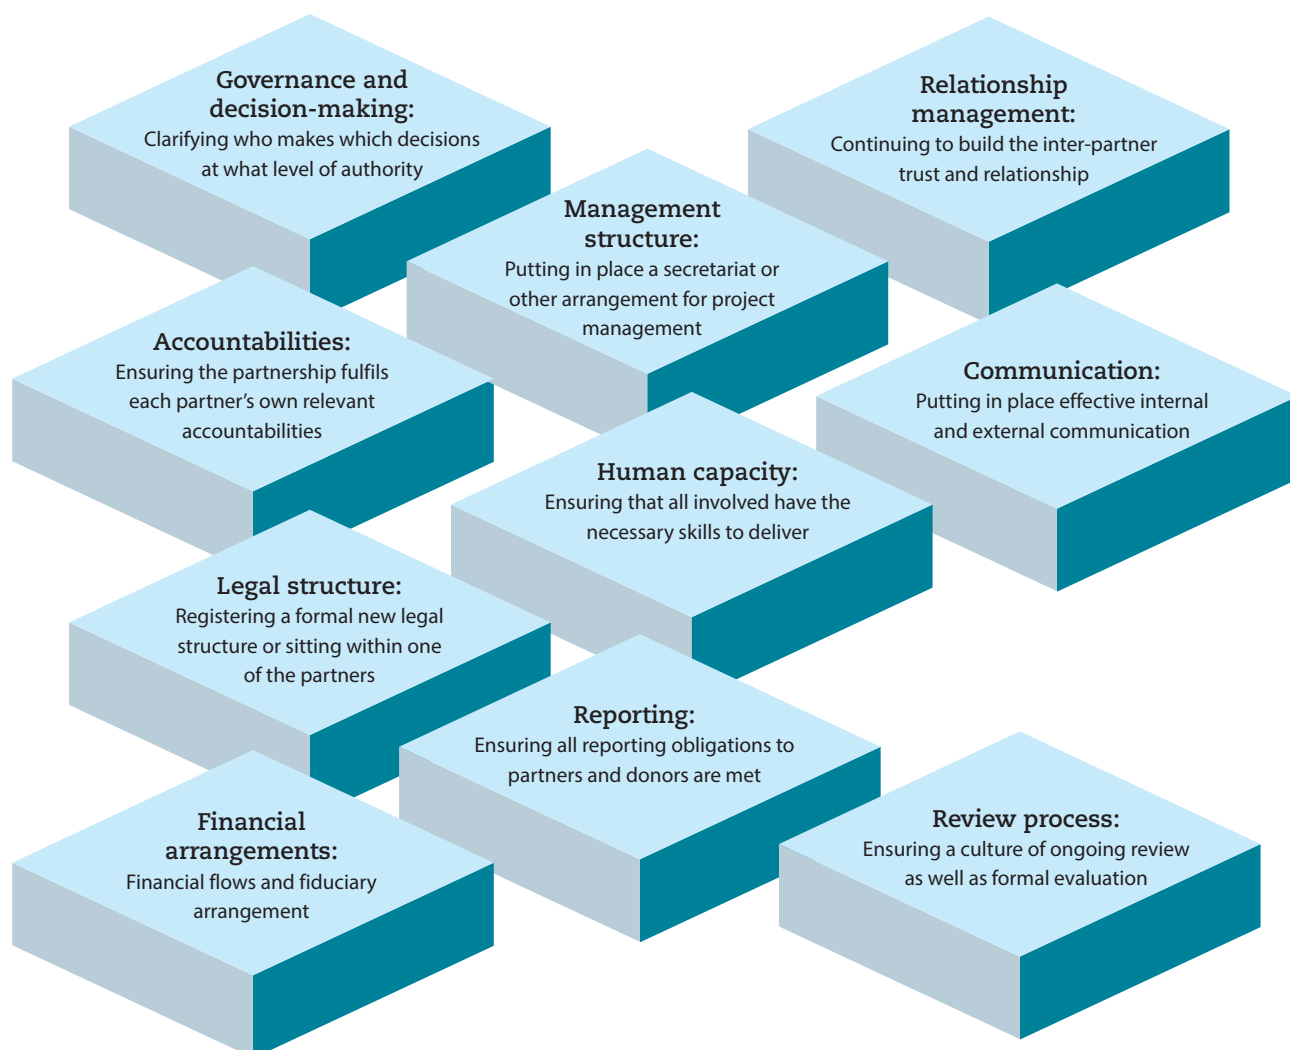 Governance and
decision-making:
Clarifying who makes which decisions
at what level of authority
Relationship
management:
Continuing to build the inter-partner
trust and relationship
Management
structure:
Putting in place a secretariat or
other arrangement for project
management
Accountabilities:
Ensuring the partnership fulfils
each partner’s own relevant
accountabilities
Communication:
Putting in place effective internal
and external communication
Human capacity:
Ensuring that all involved have the
necessary skills to deliver
Legal structure:
Registering a formal new legal
structure or sitting within one
of the partners
Reporting:
Ensuring all reporting obligations to
partners and donors are met
Financial
arrangements:
Financial flows and fiduciary
arrangement
Review process:
Ensuring a culture of ongoing review
as well as formal evaluation